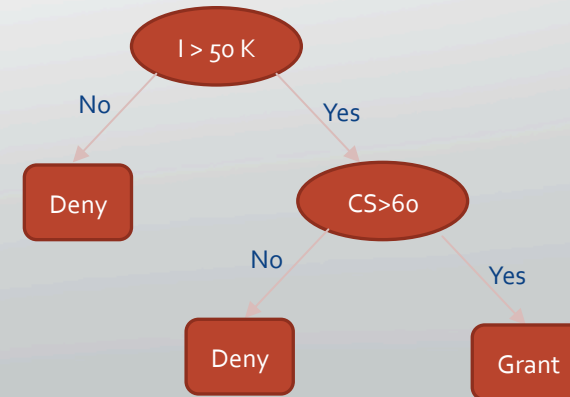 I > 50 K
No
Yes
Deny
CS>60
No
Yes
Deny
Grant